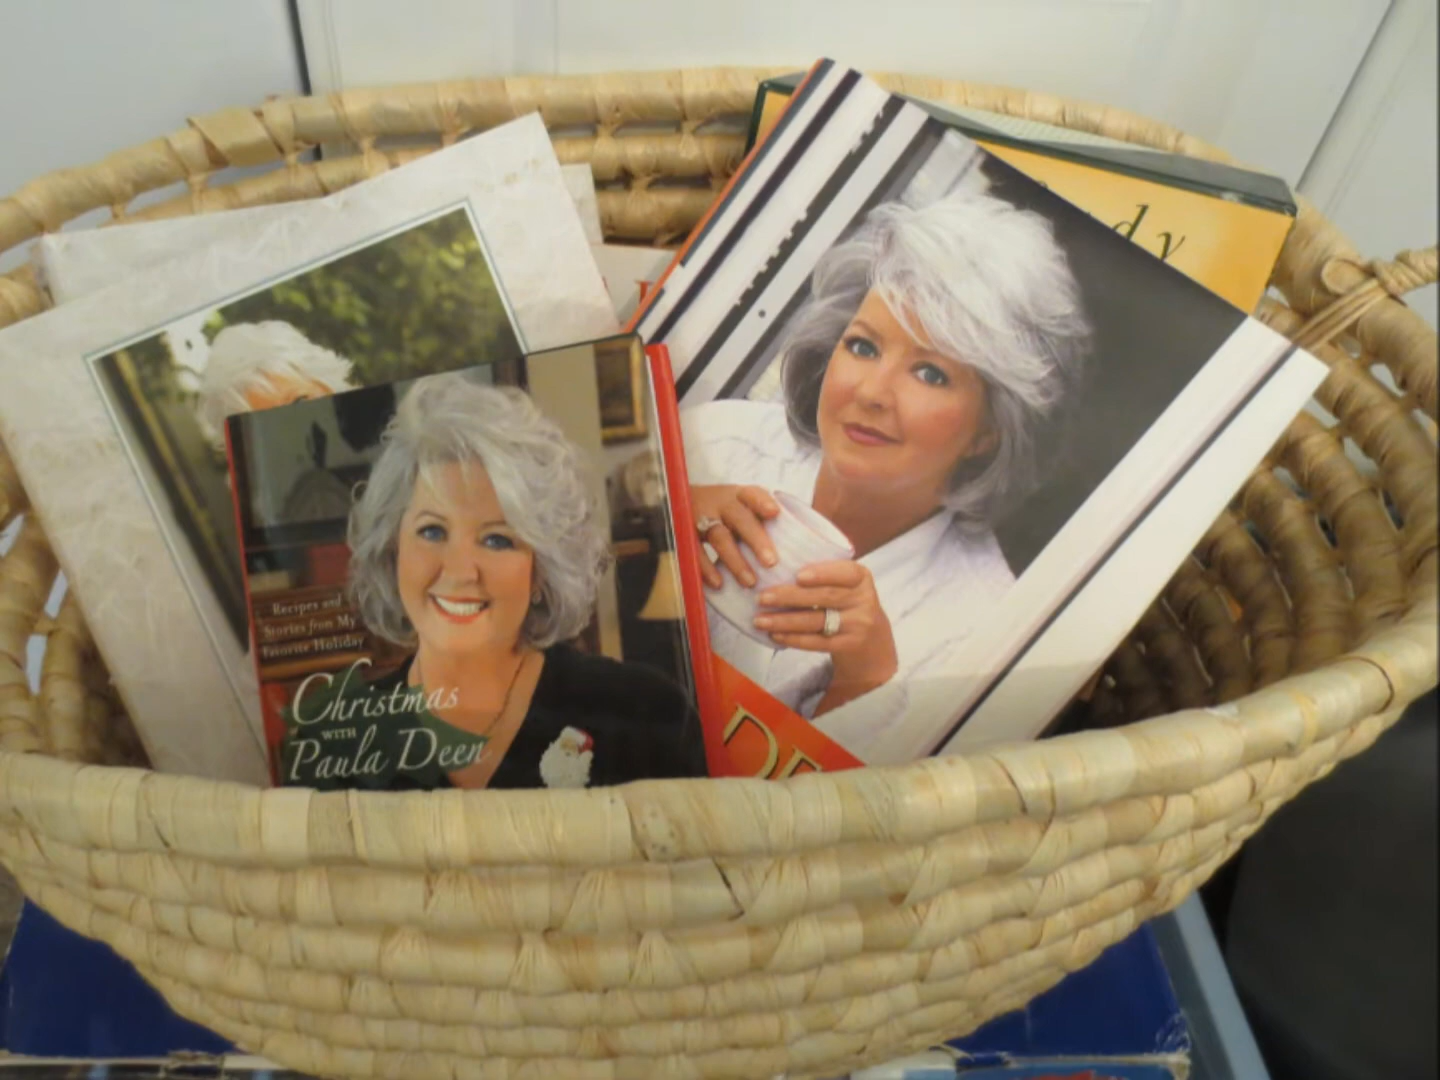 Recipes and
Stories from My
Favorite Holiday
Christmas
WITH
Paula Deen